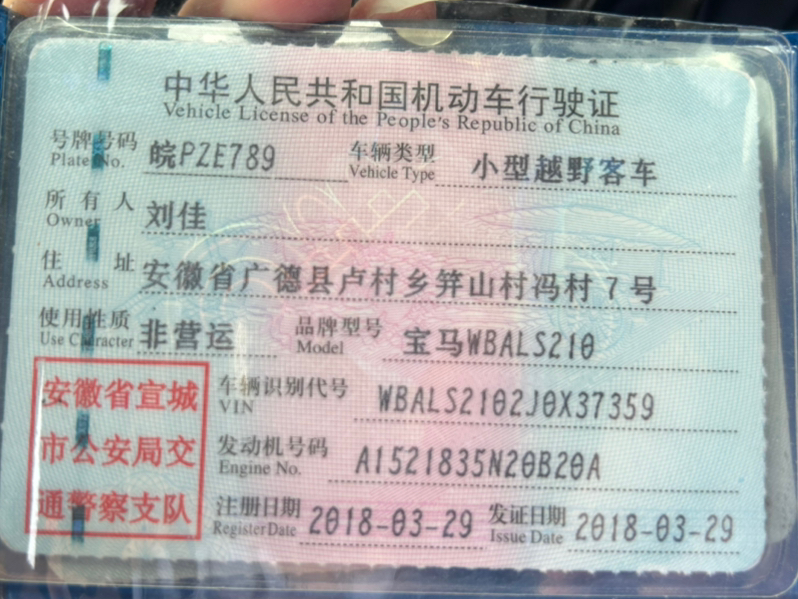 中华人民共和国机动车行驶证
Vehicle License of the People's Republic of China
号牌号码 皖PZE789 车辆类型 小型越野客车
Plate No. Vehicle Type
所有人 刘佳
Owner
住址 安徽省广德县卢村乡笄山村冯村7号
Address
使用性质 非营运 品牌型号 宝马WBALS210
Use Character Model
安徽省宣城
市公安局交
通警察支队
车辆识别代号 WBALS2102J0X37359
VIN
发动机号码 A1521835N20B20A
Engine No.
注册日期 2018-03-29 发证日期 2018-03-29
Register Date Issue Date